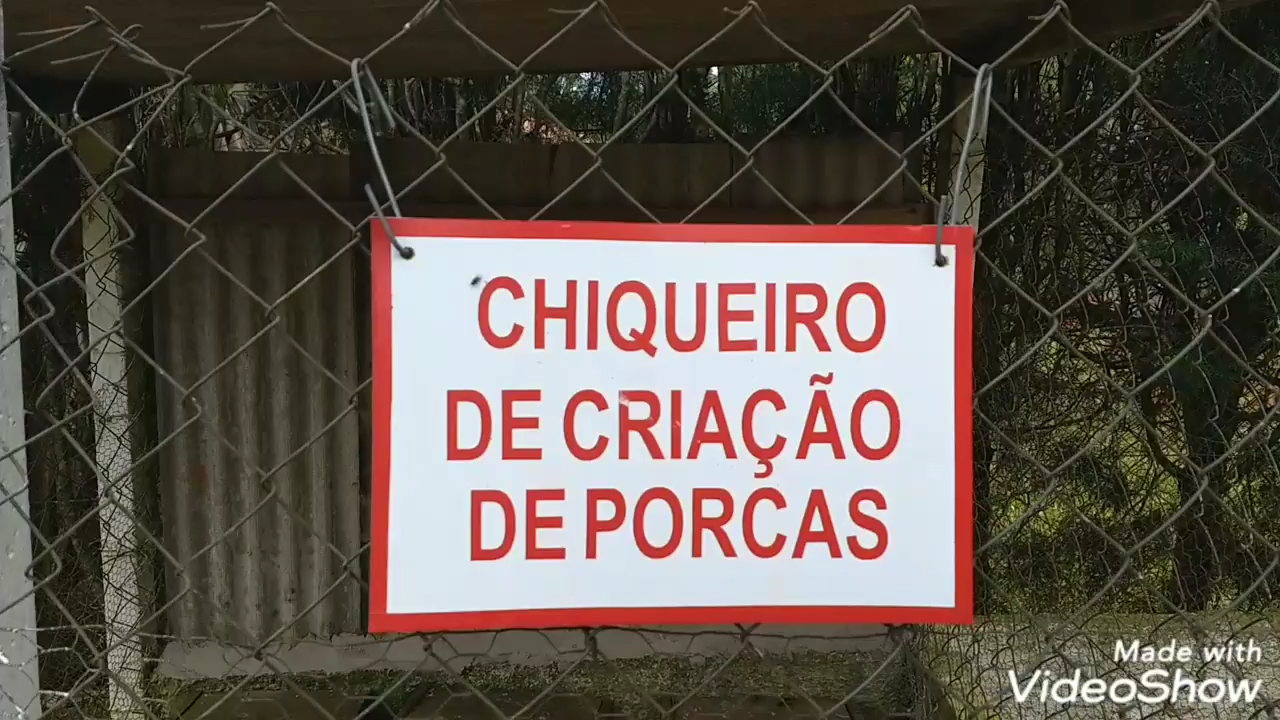 CHIQUEIRO
DE CRIAÇÃO
DE PORCAS
Made with
VideoShow